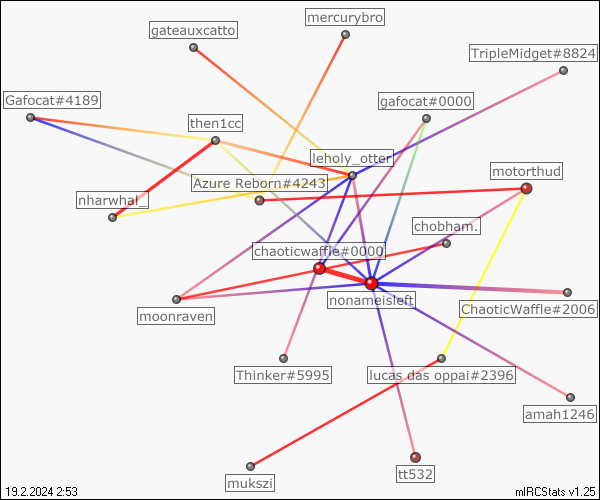 mercurybro
gateauxcatto
TripleMidget#8824
Gafocat#4189
gafocat#0000
then1cc
leholy_otter
motorthud
Azure Reborn#4243
nharwhal_
chobham.
chaoticwaffle#0000
nonameisleft
ChaoticWaffle#2006
moonraven
Thinker#5995
lucas das oppai#2396
amah1246
tt532
mukszi
19.2.2024 2:53
mIRCStats v1.25